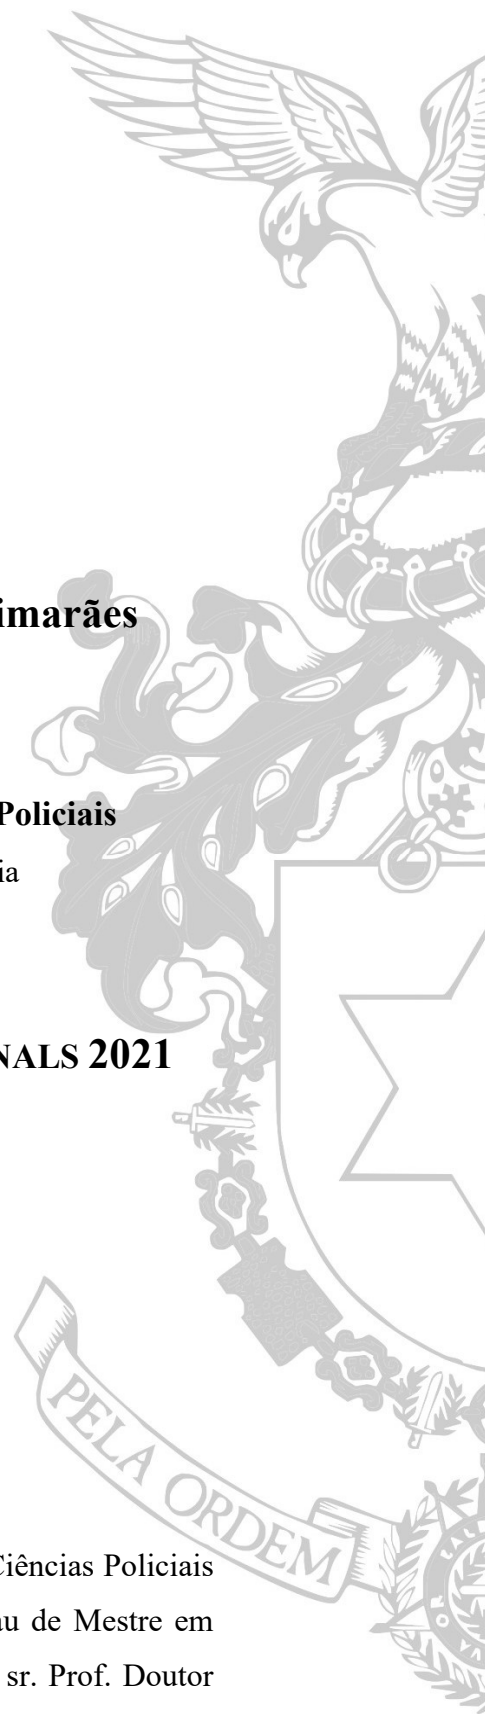 imarães
Policiais
ia
NALS 2021
PELA ORDEM
Ciências Policiais
au de Mestre em
sr. Prof. Doutor